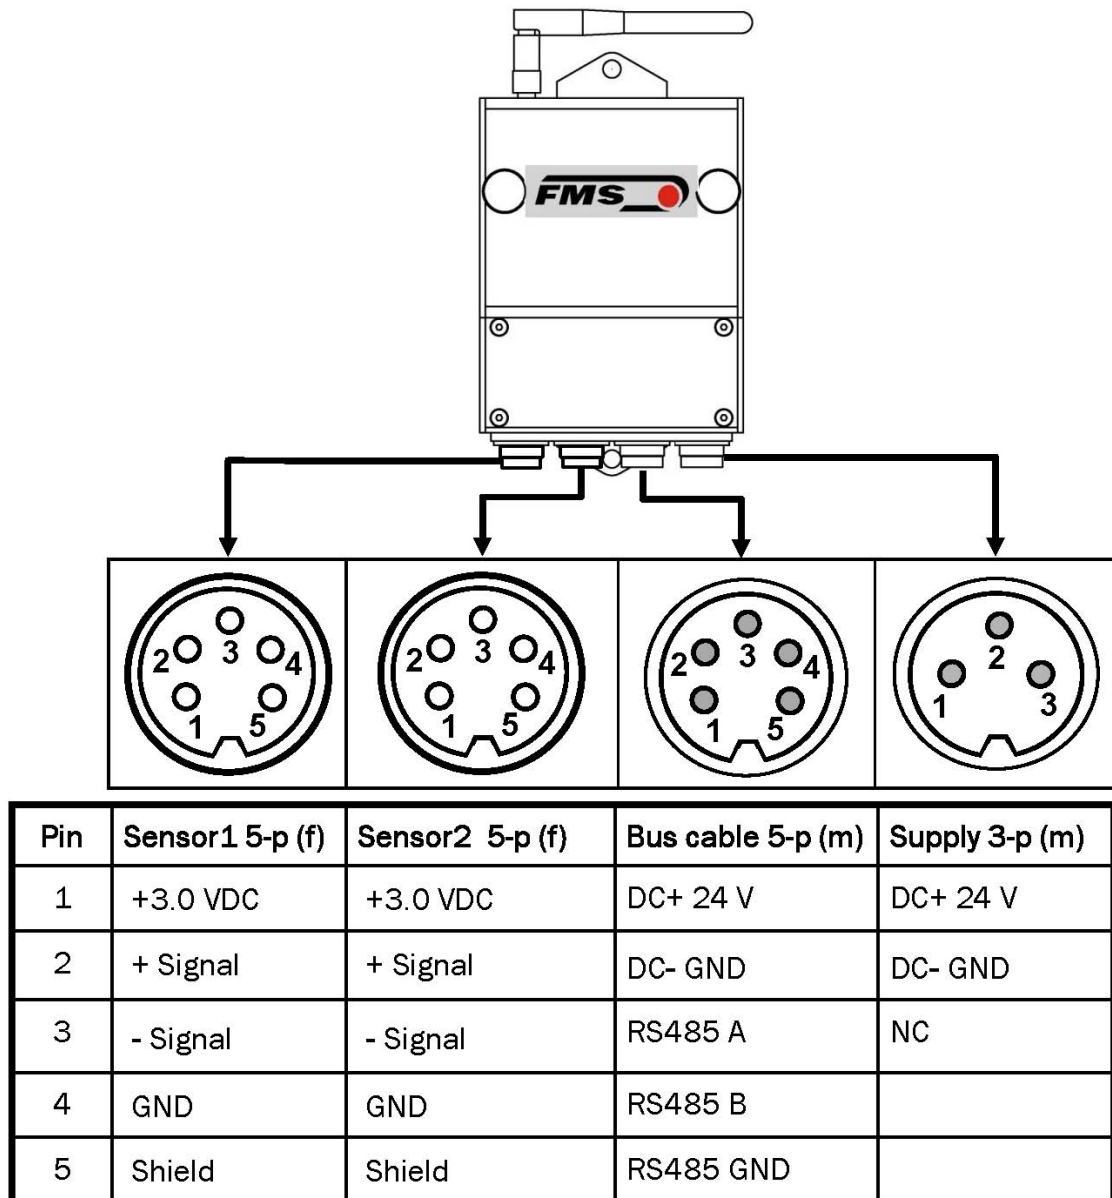 FMS
2 3 4
1 5
2 3 4
1 5
2 3 4
1 5
2
1 3
Pin Sensor1 5-p (f) Sensor2 5-p (f) Bus cable 5-p (m) Supply 3-p (m)
1 +3.0 VDC +3.0 VDC DC+ 24 V DC+ 24 V
2 + Signal + Signal DC- GND DC- GND
3 - Signal - Signal RS485 A NC
4 GND GND RS485 B
5 Shield Shield RS485 GND